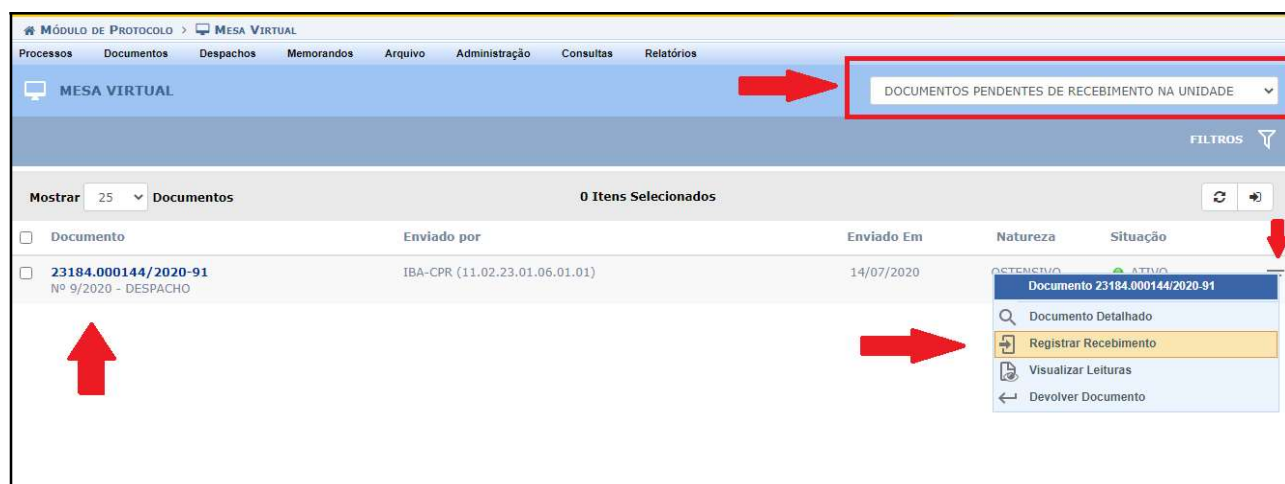 MÓDULO DE PROTOCOLO > MESA VIRTUAL
Processos Documentos Despachos Memorandos Arquivo Administração Consultas Relatórios
MESA VIRTUAL
DOCUMENTOS PENDENTES DE RECEBIMENTO NA UNIDADE
FILTROS
Mostrar 25 Documentos 0 Itens Selecionados
Documento Enviado por Enviado Em Natureza Situação
23184.000144/2020-91 IBA-CPR (11.02.23.01.06.01.01) 14/07/2020 OSTENSIVO ATIVO
Nº 9/2020 - DESPACHO
Documento 23184.000144/2020-91
Documento Detalhado
Registrar Recebimento
Visualizar Leituras
Devolver Documento